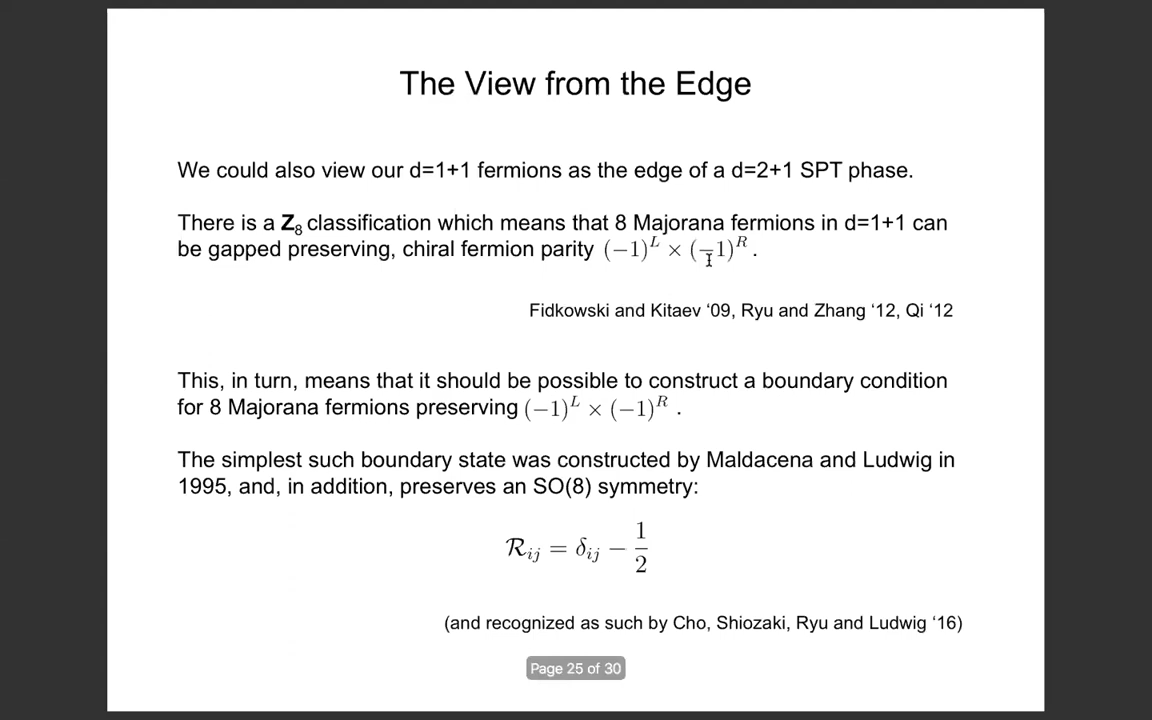 The View from the Edge
We could also view our d=1+1 fermions as the edge of a d=2+1 SPT phase.
There is a Z₈ classification which means that 8 Majorana fermions in d=1+1 can
be gapped preserving, chiral fermion parity (−1)^L × (−1)^R .
Fidkowski and Kitaev ‘09, Ryu and Zhang ‘12, Qi ‘12
This, in turn, means that it should be possible to construct a boundary condition
for 8 Majorana fermions preserving (−1)^L × (−1)^R .
The simplest such boundary state was constructed by Maldacena and Ludwig in
1995, and, in addition, preserves an SO(8) symmetry:
ℛ_ij = δ_ij − 1/2
(and recognized as such by Cho, Shiozaki, Ryu and Ludwig ‘16)
Page 25 of 30